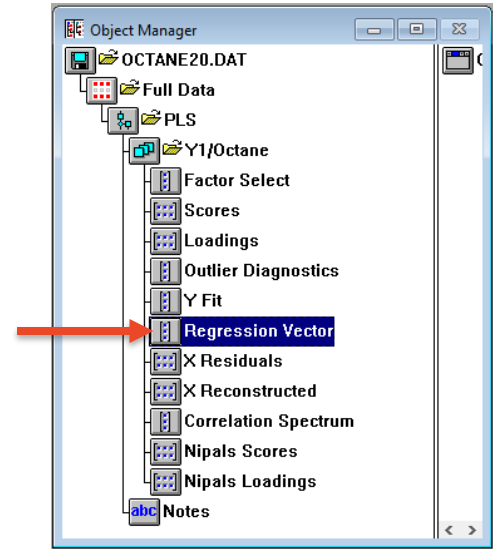 Object Manager
OCTANE20.DAT
Full Data
PLS
Y1/Octane
Factor Select
Scores
Loadings
Outlier Diagnostics
Y Fit
Regression Vector
X Residuals
X Reconstructed
Correlation Spectrum
Nipals Scores
Nipals Loadings
abc Notes